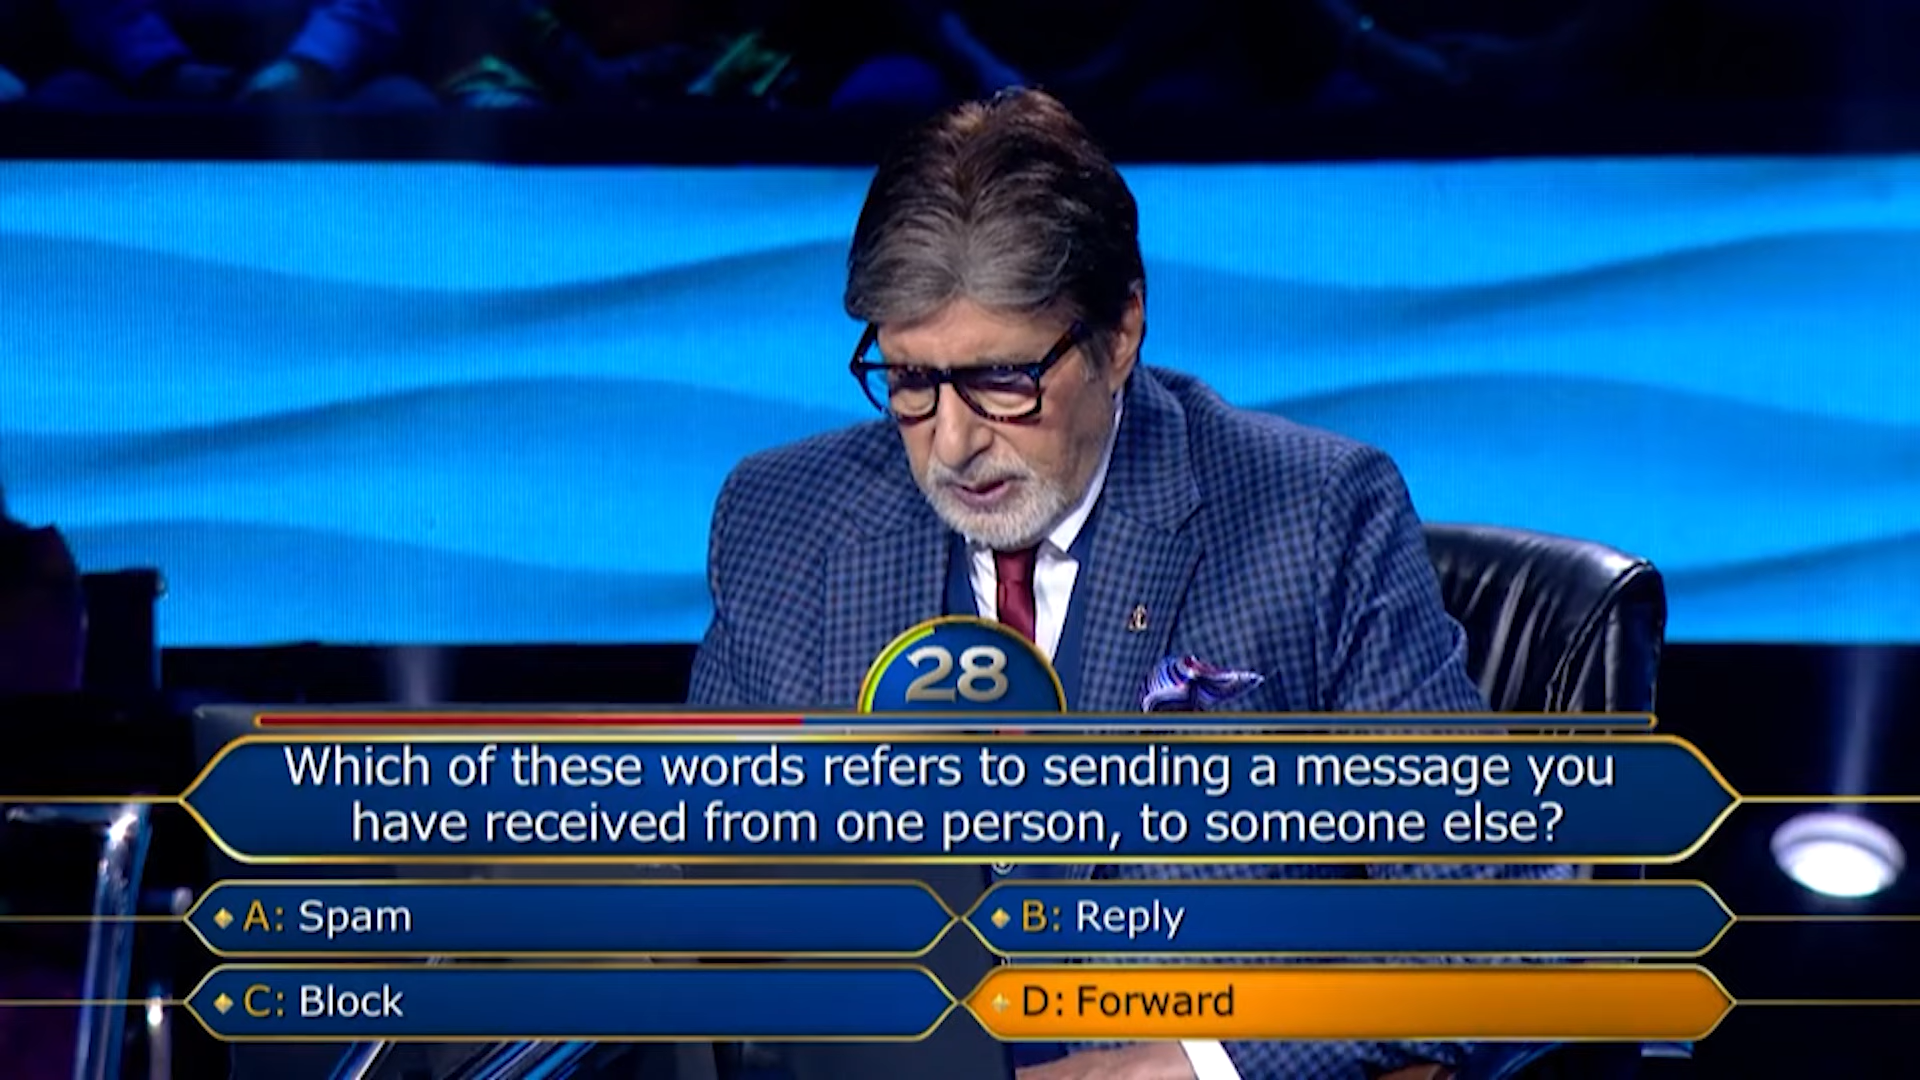 28
Which of these words refers to sending a message you
have received from one person, to someone else?
A: Spam
B: Reply
C: Block
D: Forward